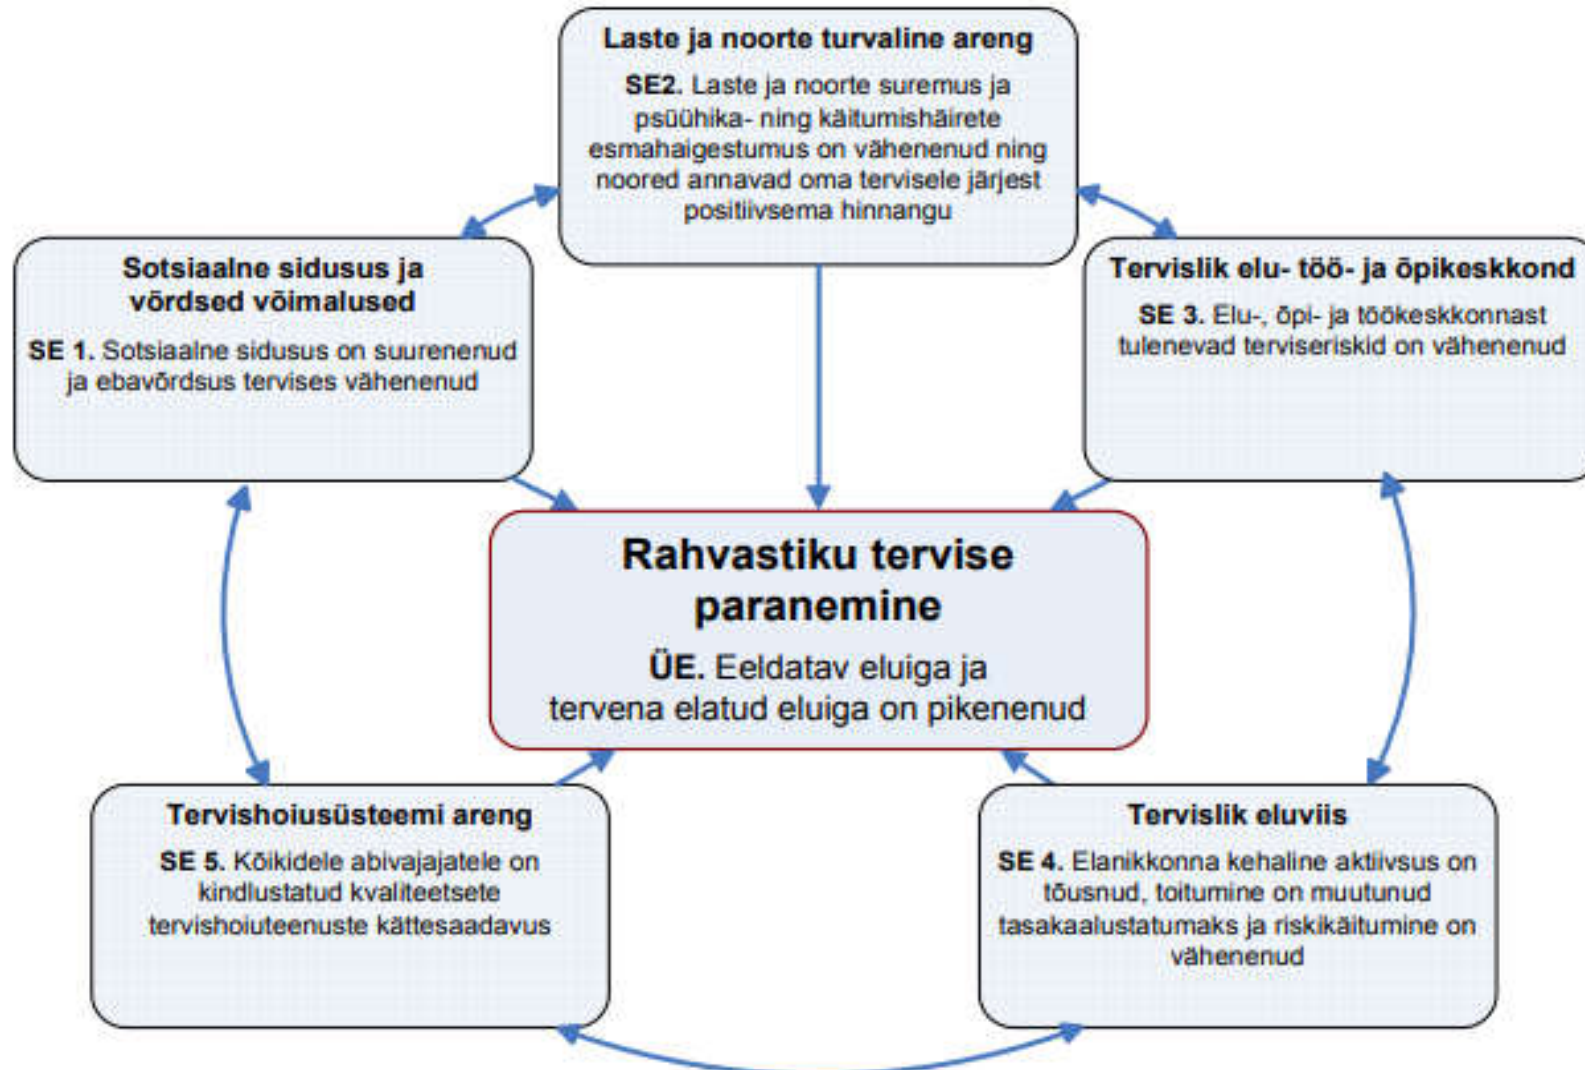 Laste ja noorte turvaline areng
SE2. Laste ja noorte suremus ja
psüühika- ning käitumishäirete
esmahaigestumus on vähenenud ning
noored annavad oma tervisele järjest
positiivsema hinnangu
Sotsiaalne sidusus ja
võrdsed võimalused
SE 1. Sotsiaalne sidusus on suurenenud
ja ebavõrdsus tervises vähenenud
Tervislik elu- töö- ja õpikeskkond
SE 3. Elu-, õpi- ja töökeskkonnast
tulenevad terviseriskid on vähenenud
Rahvastiku tervise
paranemine
ÜE. Eeldatav eluiga ja
tervena elatud eluiga on pikenenud
Tervishoiusüsteemi areng
SE 5. Kõikidele abivajajatele on
kindlustatud kvaliteetsete
tervishoiuteenuste kättesaadavus
Tervislik eluviis
SE 4. Elanikkonna kehaline aktiivsus on
tõusnud, toitumine on muutunud
tasakaalustatumaks ja riskikäitumine on
vähenenud